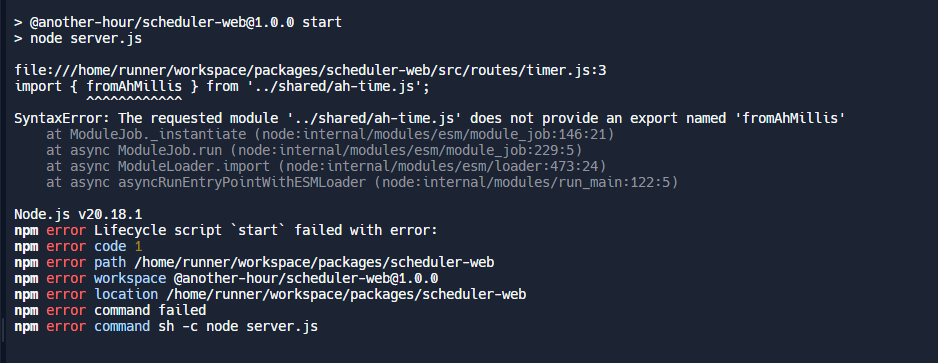 > @another-hour/scheduler-web@1.0.0 start
> node server.js
file:///home/runner/workspace/packages/scheduler-web/src/routes/timer.js:3
import { fromAhMillis } from '../shared/ah-time.js';
^^^^^^^^^^^^
SyntaxError: The requested module '../shared/ah-time.js' does not provide an export named 'fromAhMillis'
at ModuleJob._instantiate (node:internal/modules/esm/module_job:146:21)
at async ModuleJob.run (node:internal/modules/esm/module_job:229:5)
at async ModuleLoader.import (node:internal/modules/esm/loader:473:24)
at async asyncRunEntryPointWithESMLoader (node:internal/modules/run_main:122:5)
Node.js v20.18.1
npm error Lifecycle script `start` failed with error:
npm error code 1
npm error path /home/runner/workspace/packages/scheduler-web
npm error workspace @another-hour/scheduler-web@1.0.0
npm error location /home/runner/workspace/packages/scheduler-web
npm error command failed
npm error command sh -c node server.js